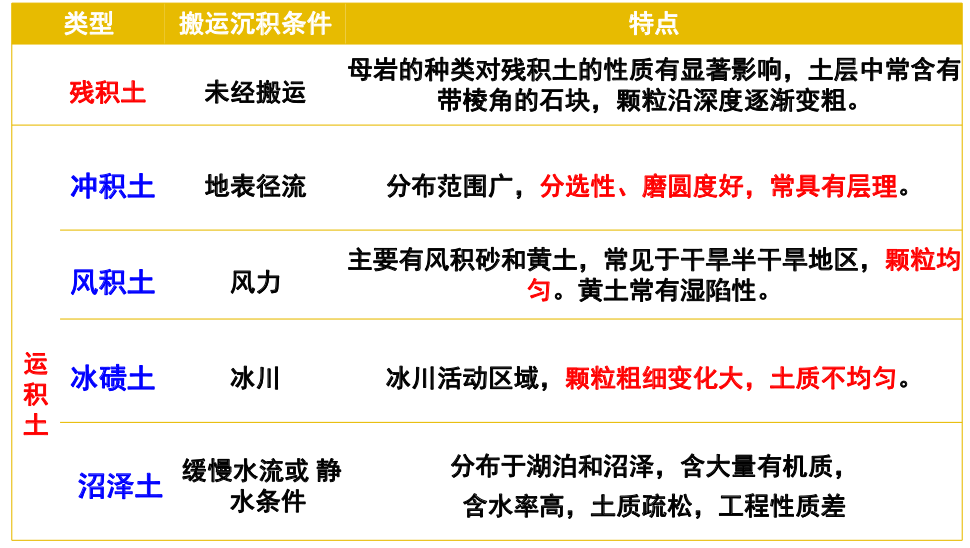 类型 搬运沉积条件 特点
残积土 未经搬运 母岩的种类对残积土的性质有显著影响，土层中常含有
带棱角的石块，颗粒沿深度逐渐变粗。
运积土
冲积土 地表径流 分布范围广，分选性、磨圆度好，常具有层理。
风积土 风力 主要有风积砂和黄土，常见于干旱半干旱地区，颗粒均
匀。黄土常有湿陷性。
冰碛土 冰川 冰川活动区域，颗粒粗细变化大，土质不均匀。
沼泽土 缓慢水流或 静
水条件
分布于湖泊和沼泽，含大量有机质，
含水率高，土质疏松，工程性质差